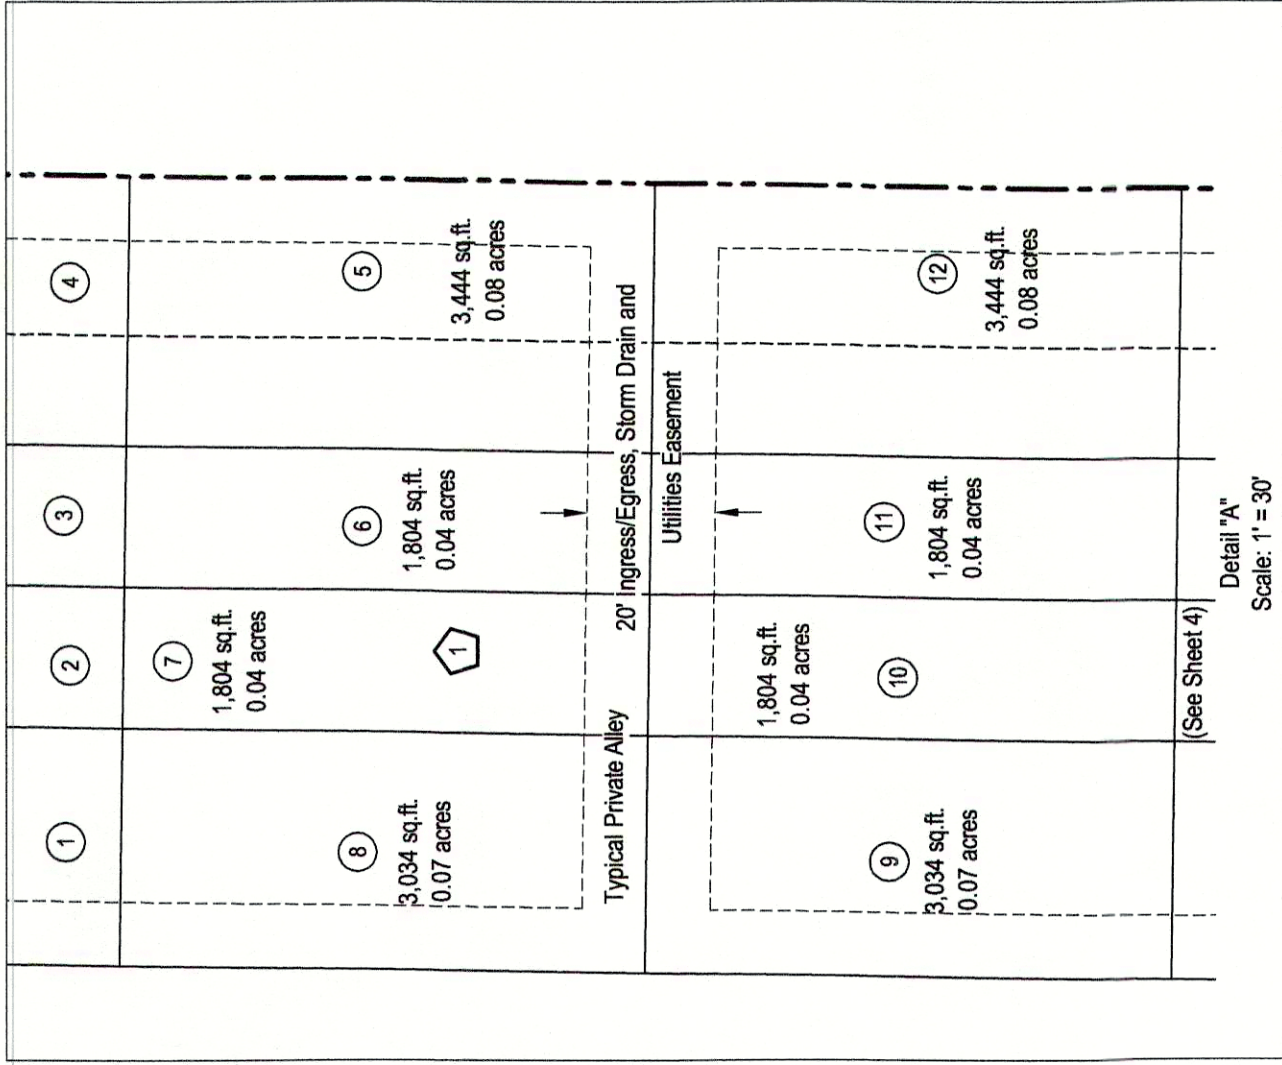 4
3
2
1
5
3,444 sq.ft.
0.08 acres
6
1,804 sq.ft.
0.04 acres
7
1,804 sq.ft.
0.04 acres
1
8
3,034 sq.ft.
0.07 acres
Typical Private Alley
20' Ingress/Egress, Storm Drain and
Utilities Easement
12
3,444 sq.ft.
0.08 acres
11
1,804 sq.ft.
0.04 acres
1,804 sq.ft.
0.04 acres
10
9
3,034 sq.ft.
0.07 acres
(See Sheet 4)
Detail "A"
Scale: 1' = 30'